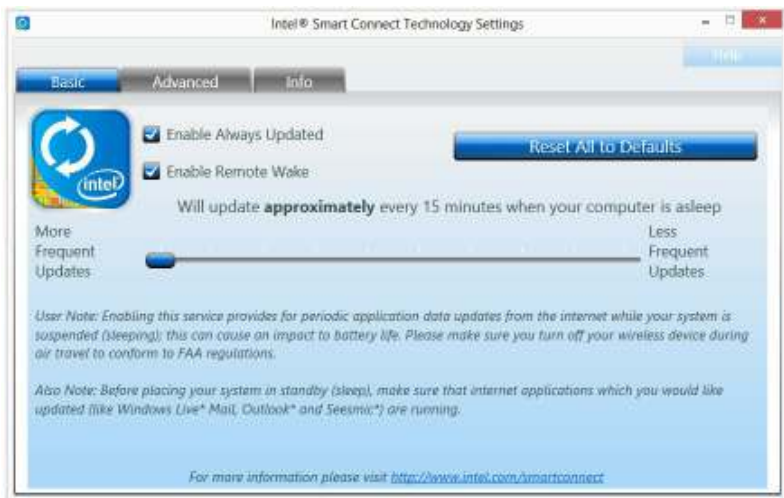 Intel® Smart Connect Technology Settings
Help
Basic Advanced Info
Enable Always Updated
Reset All to Defaults
Enable Remote Wake
intel
Will update approximately every 15 minutes when your computer is asleep
More
Frequent
Updates
Less
Frequent
Updates
User Note: Enabling this service provides for periodic application data updates from the internet while your system is
suspended (sleeping); this can cause an impact to battery life. Please make sure you turn off your wireless device during
air travel to conform to FAA regulations.
Also Note: Before placing your system in standby (sleep), make sure that internet applications which you would like
updated (like Windows Live* Mail, Outlook* and Seesmic*) are running.
For more information please visit http://www.intel.com/smartconnect